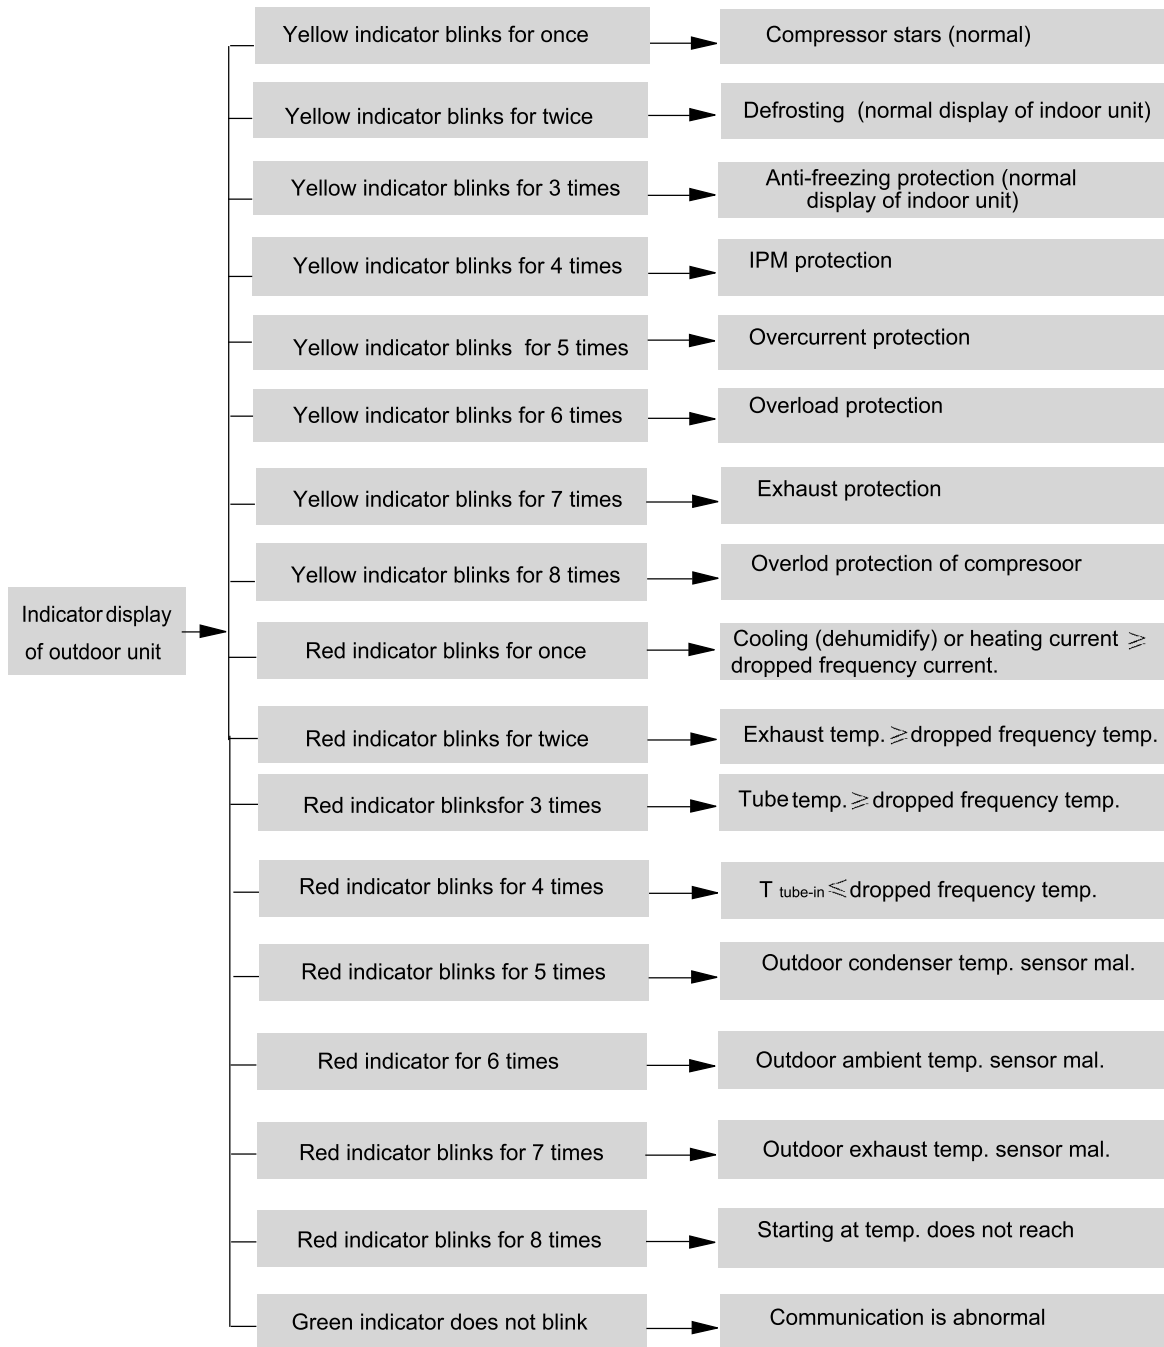 Yellow indicator blinks for once
Compressor stars (normal)
Yellow indicator blinks for twice
Defrosting (normal display of indoor unit)
Yellow indicator blinks for 3 times
Anti-freezing protection (normal
display of indoor unit)
Yellow indicator blinks for 4 times
IPM protection
Yellow indicator blinks for 5 times
Overcurrent protection
Yellow indicator blinks for 6 times
Overload protection
Yellow indicator blinks for 7 times
Exhaust protection
Yellow indicator blinks for 8 times
Overlod protection of compresoor
Indicator display
of outdoor unit
Red indicator blinks for once
Cooling (dehumidify) or heating current ≥
dropped frequency current.
Red indicator blinks for twice
Exhaust temp. ≥dropped frequency temp.
Red indicator blinksfor 3 times
Tube temp. ≥dropped frequency temp.
Red indicator blinks for 4 times
T tube-in ≤dropped frequency temp.
Red indicator blinks for 5 times
Outdoor condenser temp. sensor mal.
Red indicator for 6 times
Outdoor ambient temp. sensor mal.
Red indicator blinks for 7 times
Outdoor exhaust temp. sensor mal.
Red indicator blinks for 8 times
Starting at temp. does not reach
Green indicator does not blink
Communication is abnormal